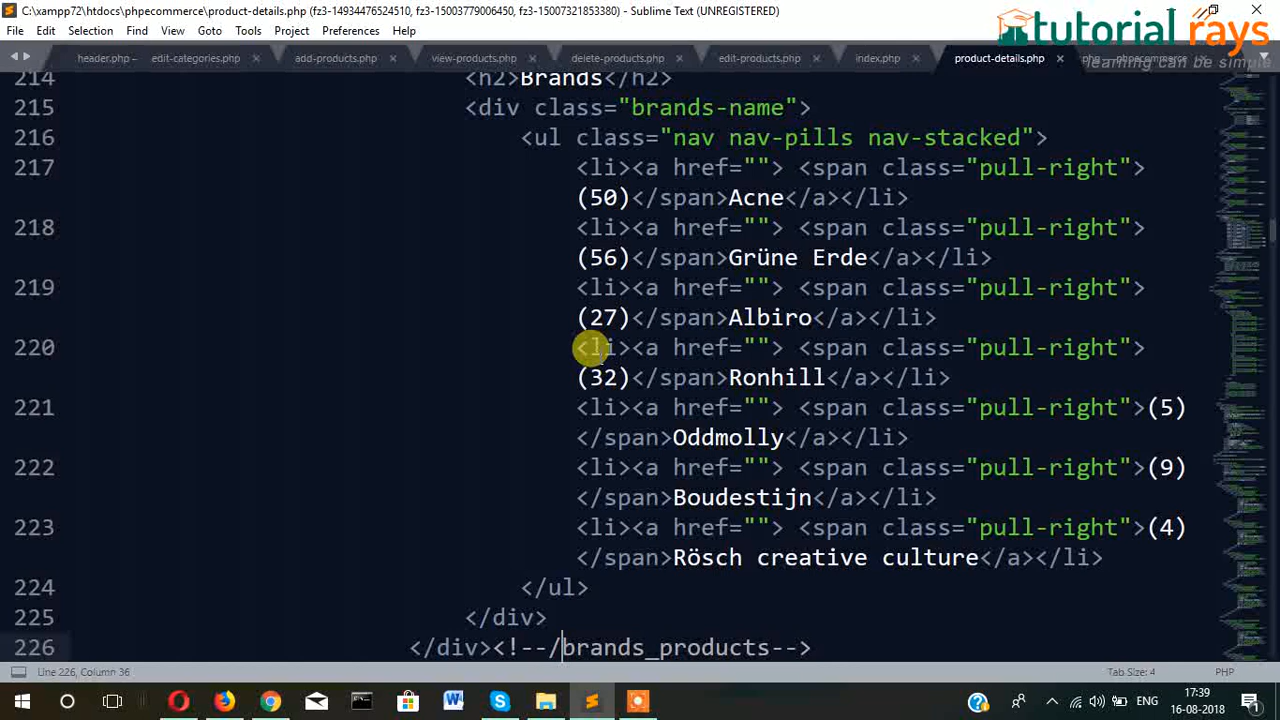 C:\xampp72\htdocs\phpecommerce\product-details.php (fz3-14934476524510, fz3-15003779006450, fz3-15007321853380) - Sublime Text (UNREGISTERED)
tutorial rays
learning can be simple
File Edit Selection Find View Goto Tools Project Preferences Help
header.php — edit-categories.php add-products.php view-products.php delete-products.php edit-products.php index.php product-details.php
214 <h2>Brands</h2>
215 <div class="brands-name">
216 <ul class="nav nav-pills nav-stacked">
217 <li><a href=""> <span class="pull-right">
(50)</span>Acne</a></li>
218 <li><a href=""> <span class="pull-right">
(56)</span>Grüne Erde</a></li>
219 <li><a href=""> <span class="pull-right">
(27)</span>Albiro</a></li>
220 <li><a href=""> <span class="pull-right">
(32)</span>Ronhill</a></li>
221 <li><a href=""> <span class="pull-right">(5)
</span>Oddmolly</a></li>
222 <li><a href=""> <span class="pull-right">(9)
</span>Boudestijn</a></li>
223 <li><a href=""> <span class="pull-right">(4)
</span>Rösch creative culture</a></li>
224 </ul>
225 </div>
226 </div><!--/brands_products-->
Line 226, Column 36 Tab Size: 4 PHP
ENG 17:39
16-08-2018